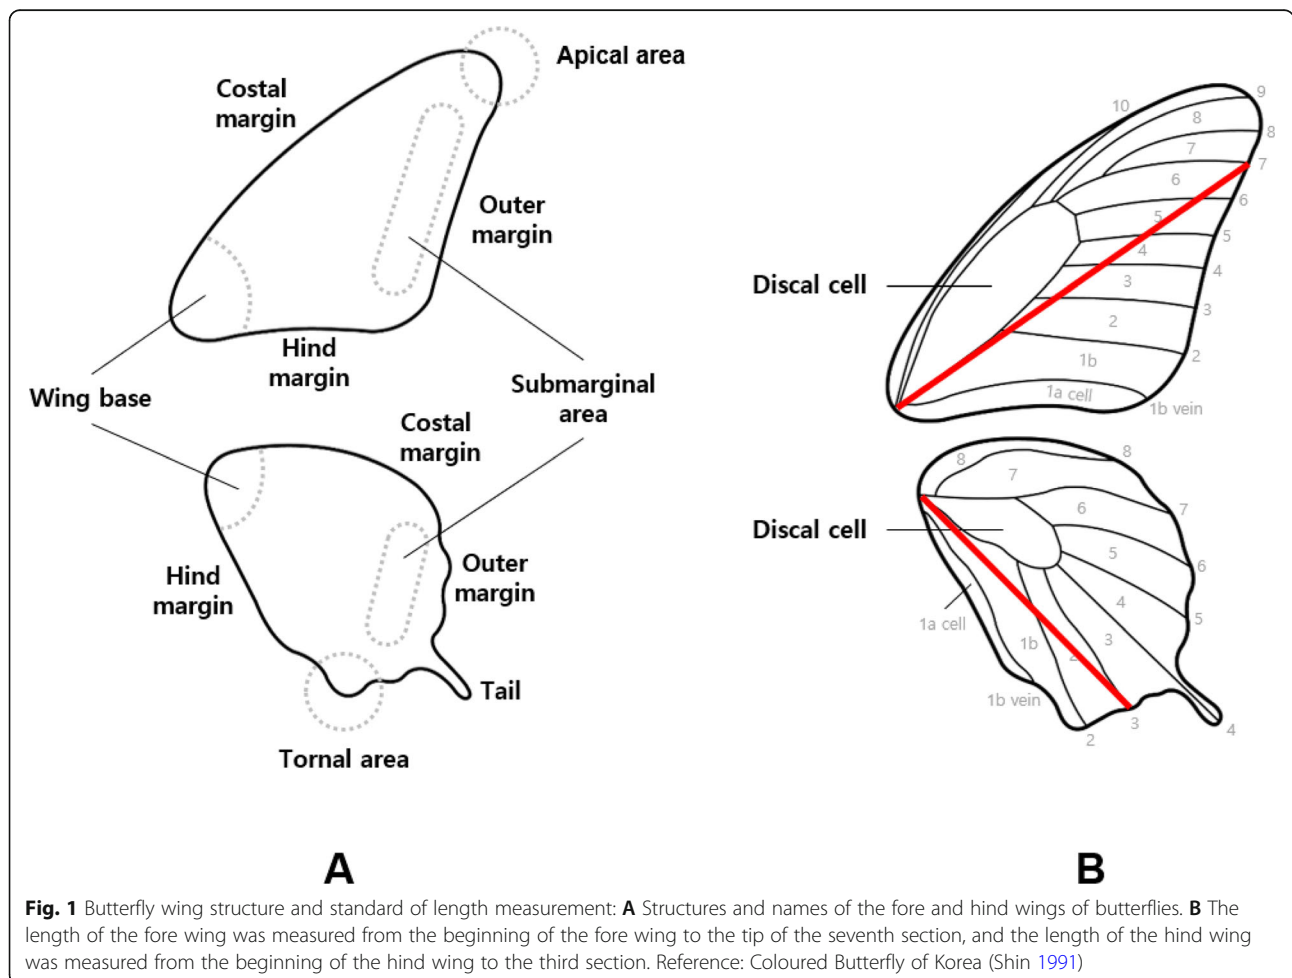 Apical area
Costal
margin
Outer
margin
Hind
margin
Wing base
Submarginal
area
Costal
margin
Hind
margin
Outer
margin
Tail
Tornal area
A
10
9
8
8
7
7
6
6
5
5
4
4
3
3
2
2
1b
1a cell
1b vein
Discal cell
8
8
7
7
6
6
5
5
4
4
3
3
2
2
1b
1a cell
1b vein
Discal cell
B
Fig. 1 Butterfly wing structure and standard of length measurement: A Structures and names of the fore and hind wings of butterflies. B The
length of the fore wing was measured from the beginning of the fore wing to the tip of the seventh section, and the length of the hind wing
was measured from the beginning of the hind wing to the third section. Reference: Coloured Butterfly of Korea (Shin 1991)